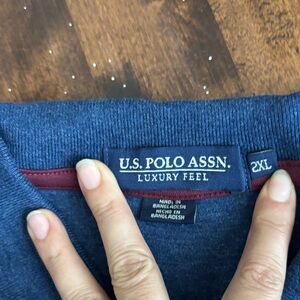 U.S. POLO ASSN.
LUXURY FEEL
2XL
MADE IN
BANGLADESH
HECHO EN
BANGLADESH